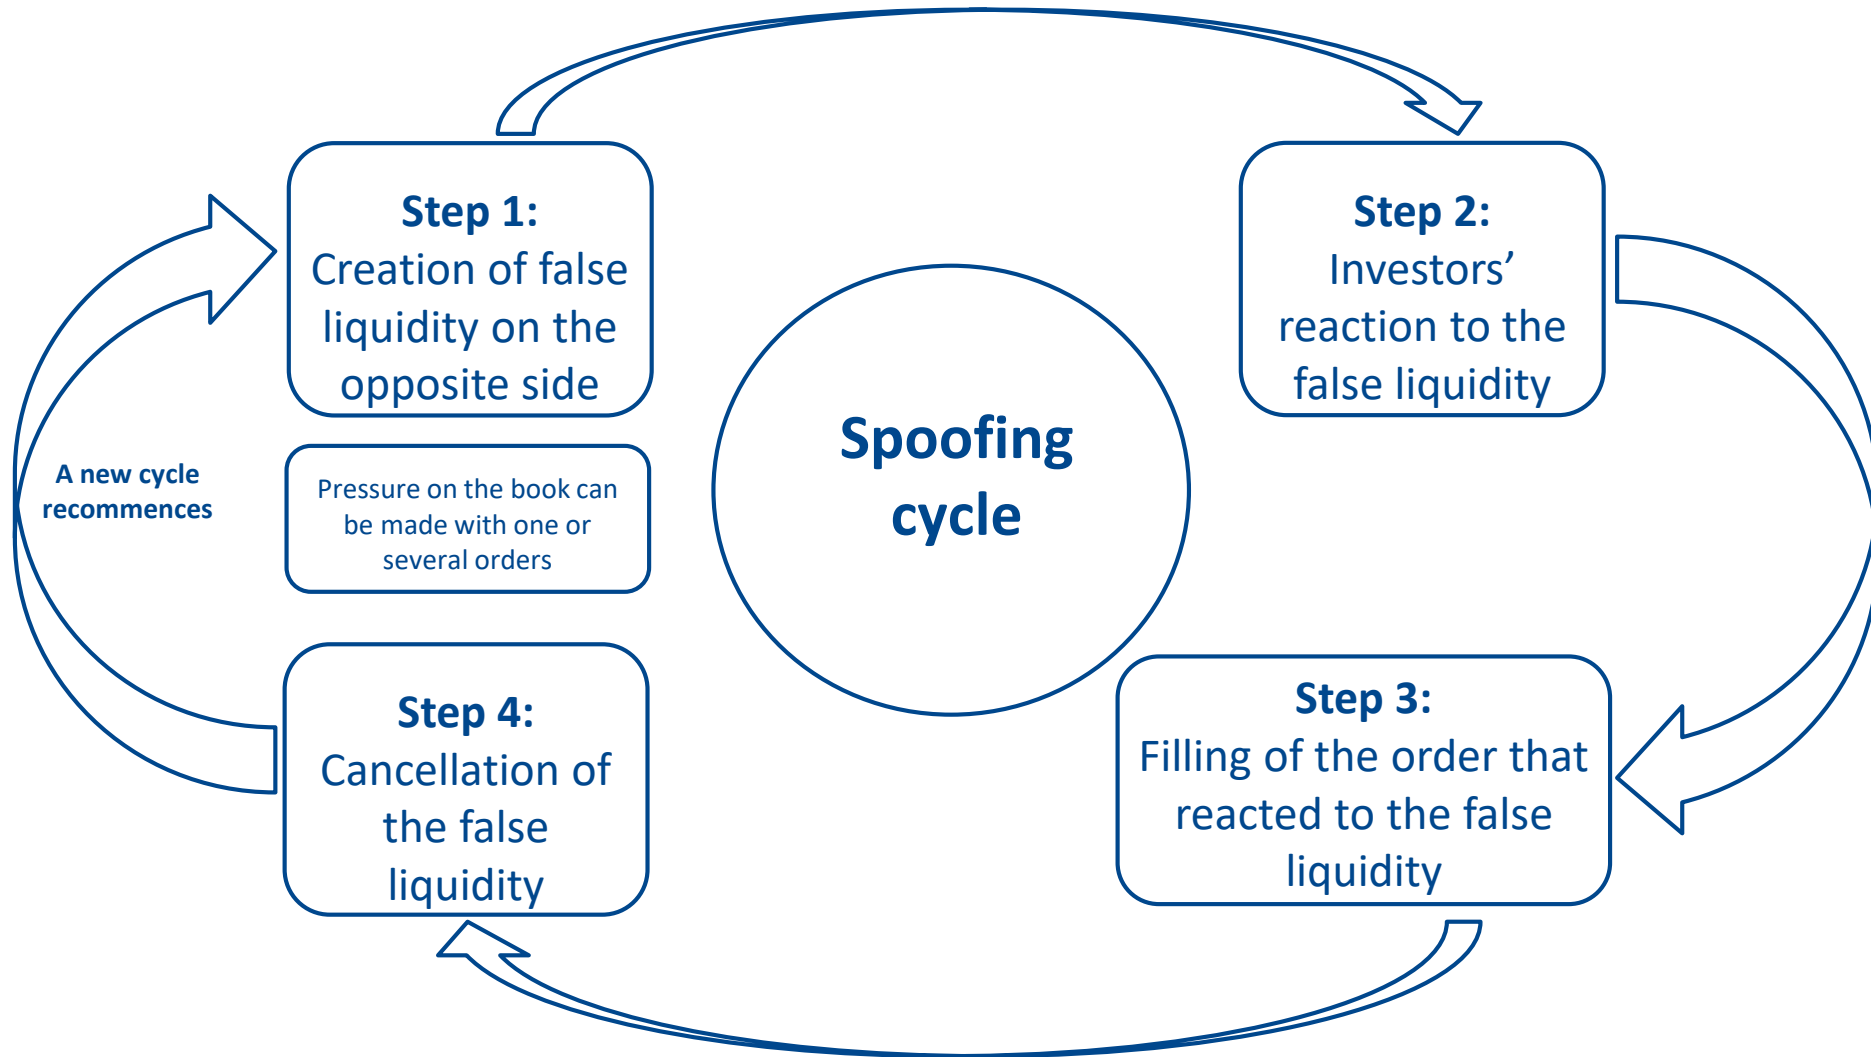 Step 1:
Creation of false
liquidity on the
opposite side
Step 2:
Investors’
reaction to the
false liquidity
Spoofing
cycle
A new cycle
recommences
Pressure on the book can
be made with one or
several orders
Step 4:
Cancellation of
the false
liquidity
Step 3:
Filling of the order that
reacted to the false
liquidity